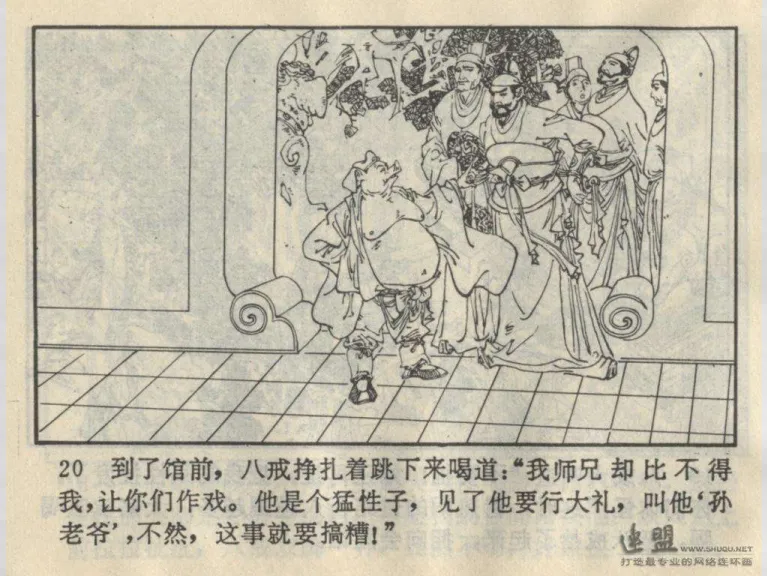 20 到了馆前，八戒挣扎着跳下来喝道：“我师兄却比不得
我，让你们作戏。他是个猛性子，见了他要行大礼，叫他‘孙
老爷’，不然，这事就要搞糟！”
连盟 WWW.SHUQU.NET
打造最专业的网络连环画